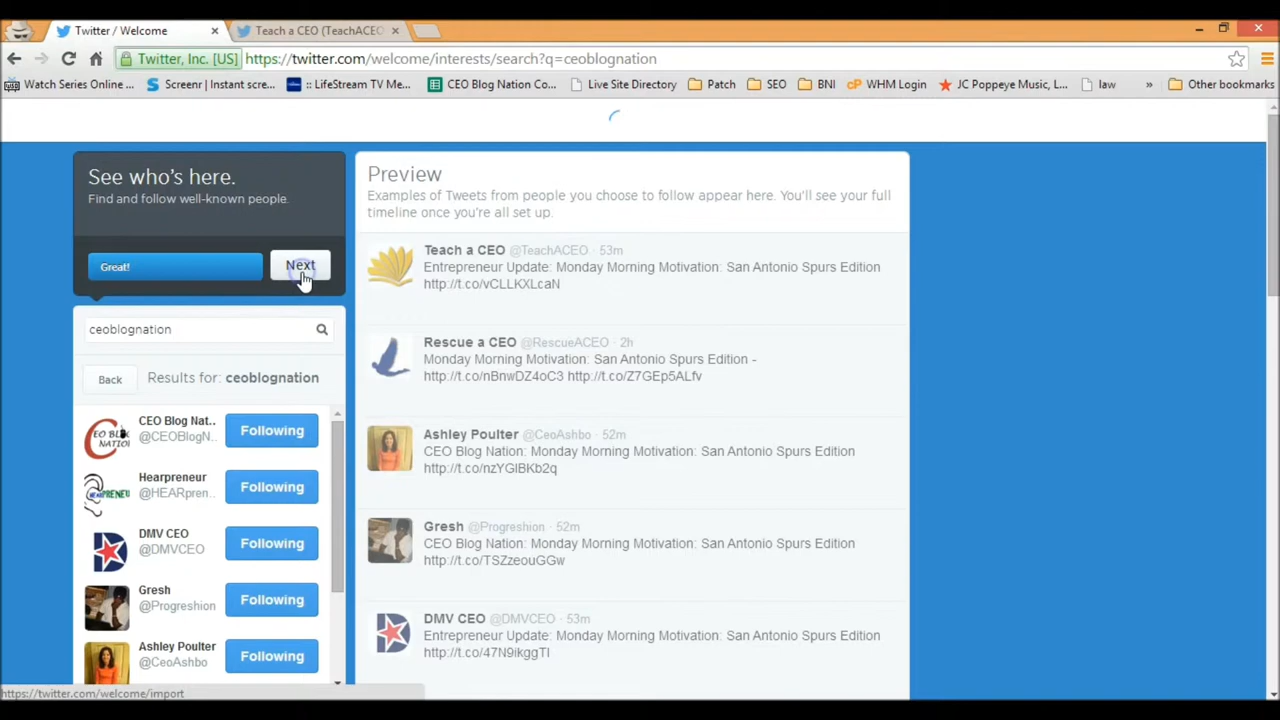 Twitter / Welcome
Teach a CEO (TeachACEO
Twitter, Inc. [US]
https://twitter.com/welcome/interests/search?q=ceoblognation
Watch Series Online ...
Screenr | Instant scre...
:: LifeStream TV Me...
CEO Blog Nation Co...
Live Site Directory
Patch
SEO
BNI
WHM Login
JC Poppeye Music, L...
law
»
Other bookmarks
See who's here.
Find and follow well-known people.
Great!
Next
ceoblognation
Back
Results for: ceoblognation
CEO Blog Nat..
@CEOBlogN..
Following
Hearpreneur
@HEARpren..
Following
DMV CEO
@DMVCEO
Following
Gresh
@Progreshion
Following
Ashley Poulter
@CeoAshbo
Following
Preview
Examples of Tweets from people you choose to follow appear here. You'll see your full
timeline once you're all set up.
Teach a CEO @TeachACEO · 53m
Entrepreneur Update: Monday Morning Motivation: San Antonio Spurs Edition
http://t.co/vCLLKXLcaN
Rescue a CEO @RescueACEO · 2h
Monday Morning Motivation: San Antonio Spurs Edition -
http://t.co/nBnwDZ4oC3 http://t.co/Z7GEp5ALfv
Ashley Poulter @CeoAshbo · 52m
CEO Blog Nation: Monday Morning Motivation: San Antonio Spurs Edition
http://t.co/nzYGlBKb2q
Gresh @Progreshion · 52m
CEO Blog Nation: Monday Morning Motivation: San Antonio Spurs Edition
http://t.co/TSZzeouGGw
DMV CEO @DMVCEO · 53m
Entrepreneur Update: Monday Morning Motivation: San Antonio Spurs Edition
http://t.co/47N9ikggTI
https://twitter.com/welcome/import